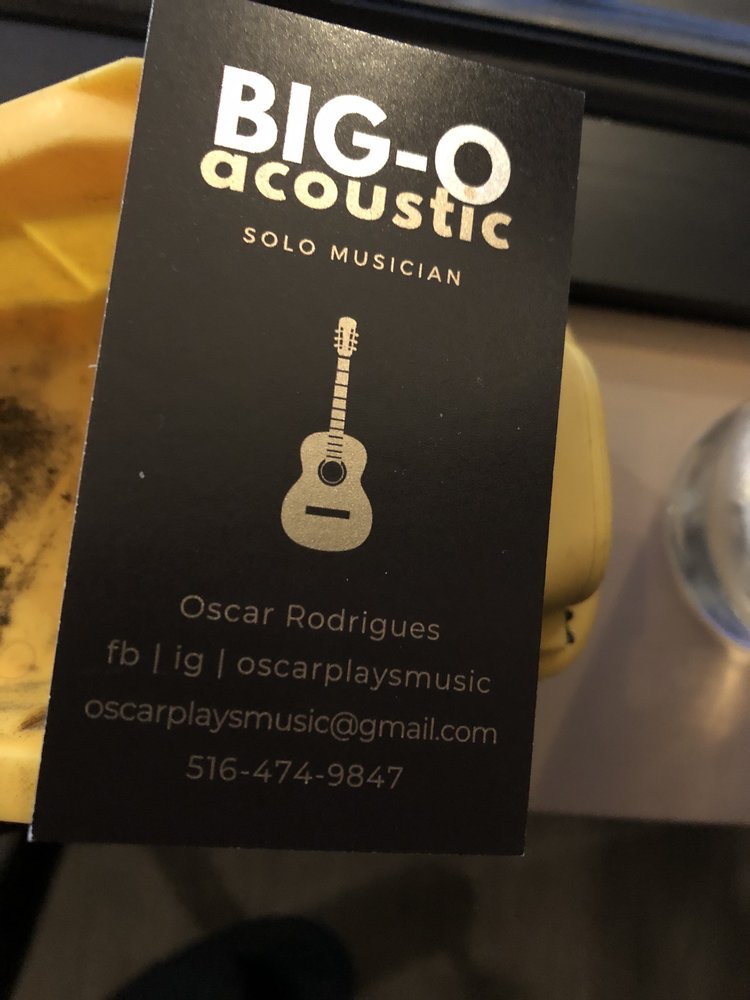 BIG-O
acoustic
SOLO MUSICIAN
Oscar Rodrigues
fb | ig | oscarplaysmusic
oscarplaysmusic@gmail.com
516-474-9847